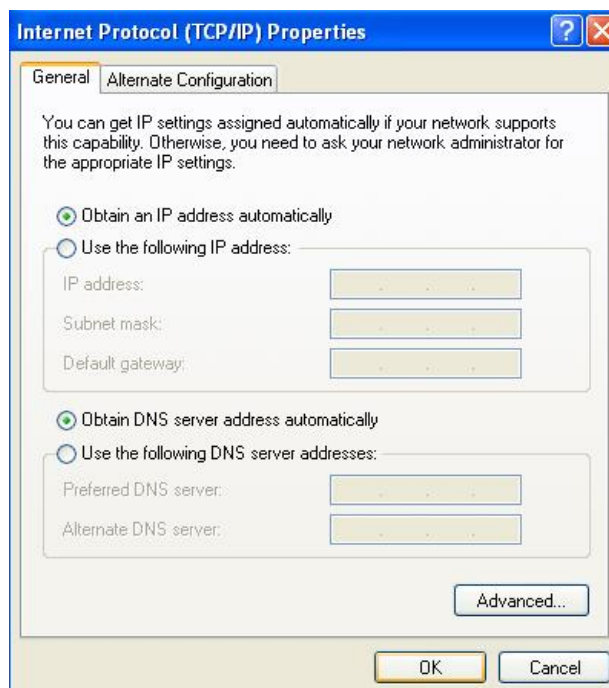 Internet Protocol (TCP/IP) Properties
General
Alternate Configuration
You can get IP settings assigned automatically if your network supports
this capability. Otherwise, you need to ask your network administrator for
the appropriate IP settings.
Obtain an IP address automatically
Use the following IP address:
IP address:
Subnet mask:
Default gateway:
Obtain DNS server address automatically
Use the following DNS server addresses:
Preferred DNS server:
Alternate DNS server:
Advanced...
OK
Cancel